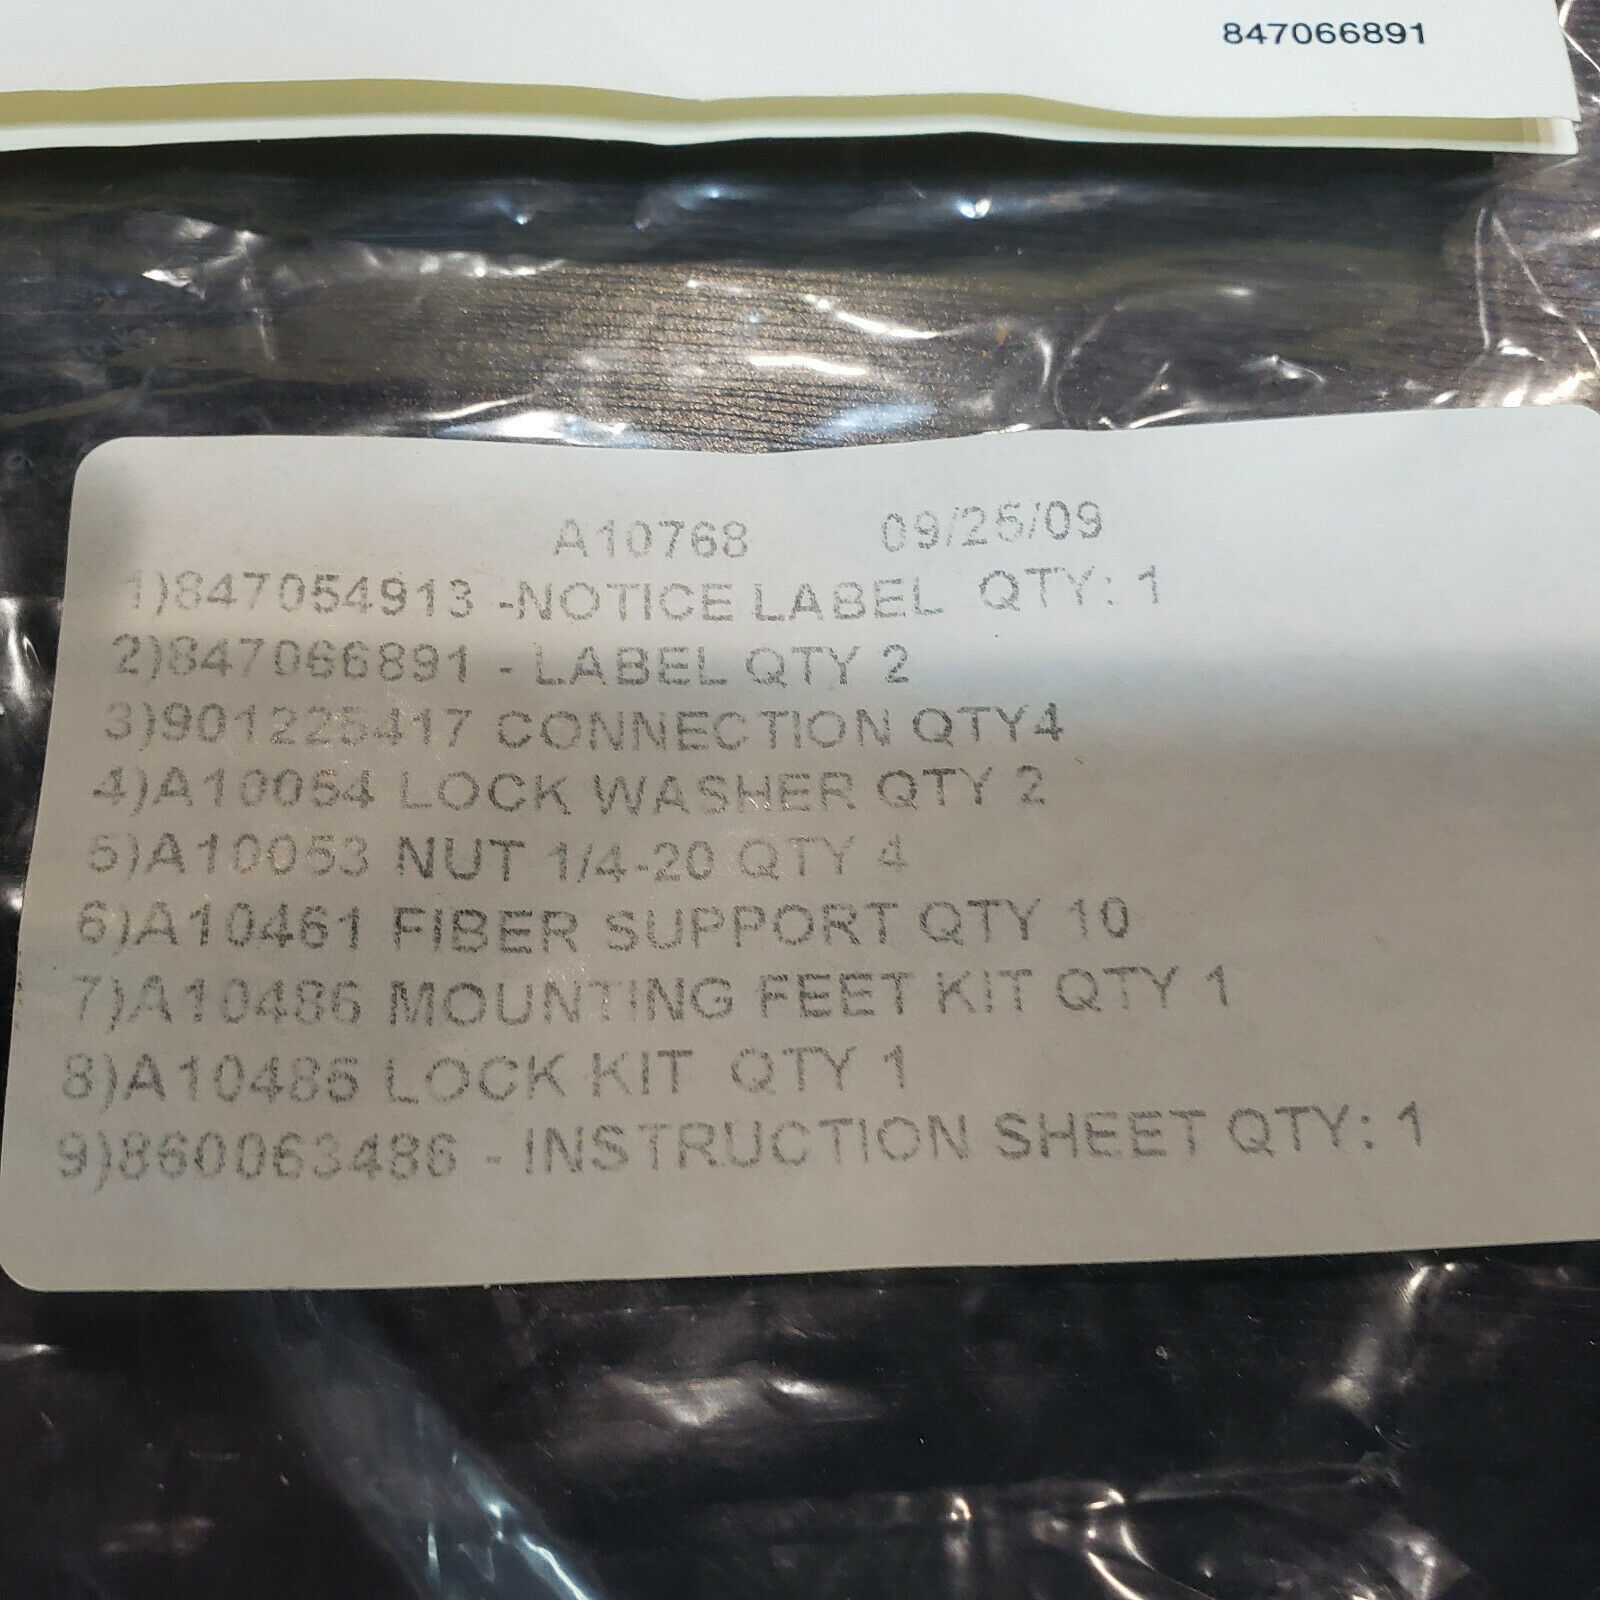 847066891
A10768 09/25/09
1)847054913 -NOTICE LABEL QTY: 1
2)847066891 - LABEL QTY 2
3)901225417 CONNECTION QTY4
4)A10054 LOCK WASHER QTY 2
5)A10053 NUT 1/4-20 QTY 4
6)A10461 FIBER SUPPORT QTY 10
7)A10486 MOUNTING FEET KIT QTY 1
8)A10486 LOCK KIT QTY 1
9)860063486 - INSTRUCTION SHEET QTY: 1